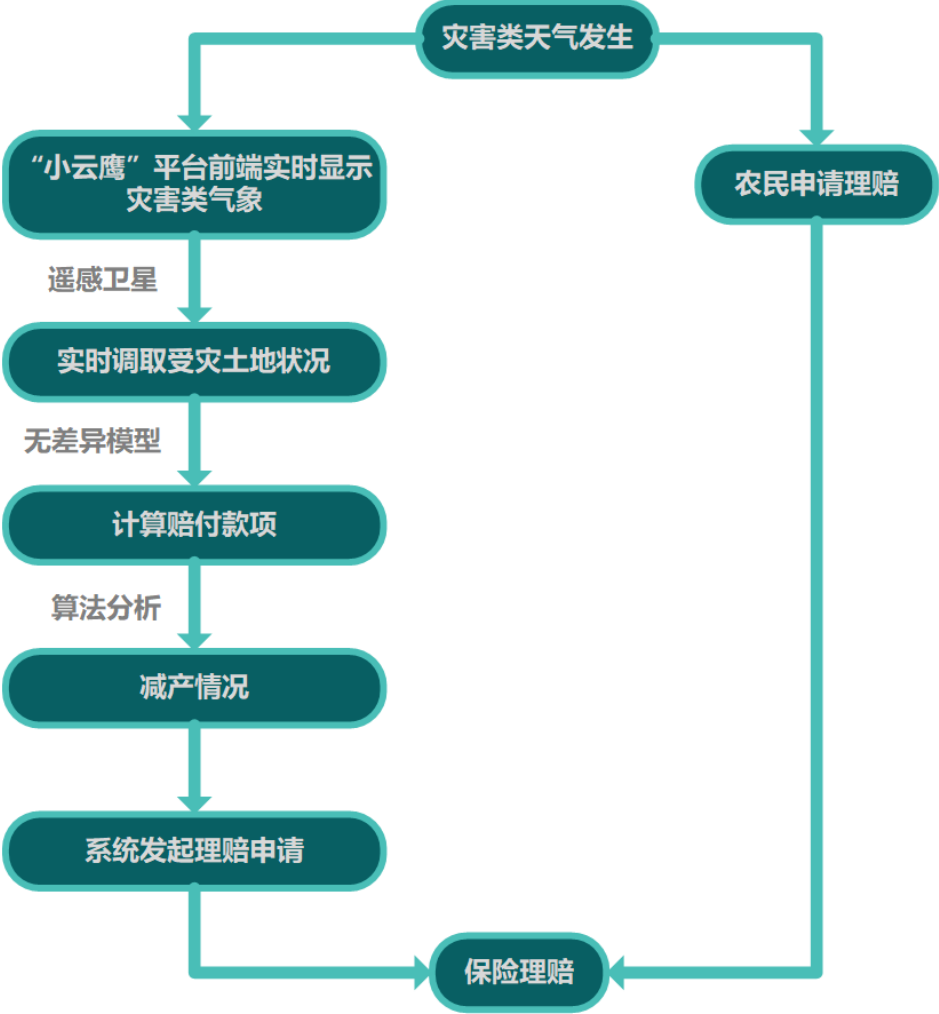 灾害类天气发生
“小云鹰”平台前端实时显示
灾害类气象
农民申请理赔
遥感卫星
实时调取受灾土地状况
无差异模型
计算赔付款项
算法分析
减产情况
系统发起理赔申请
保险理赔